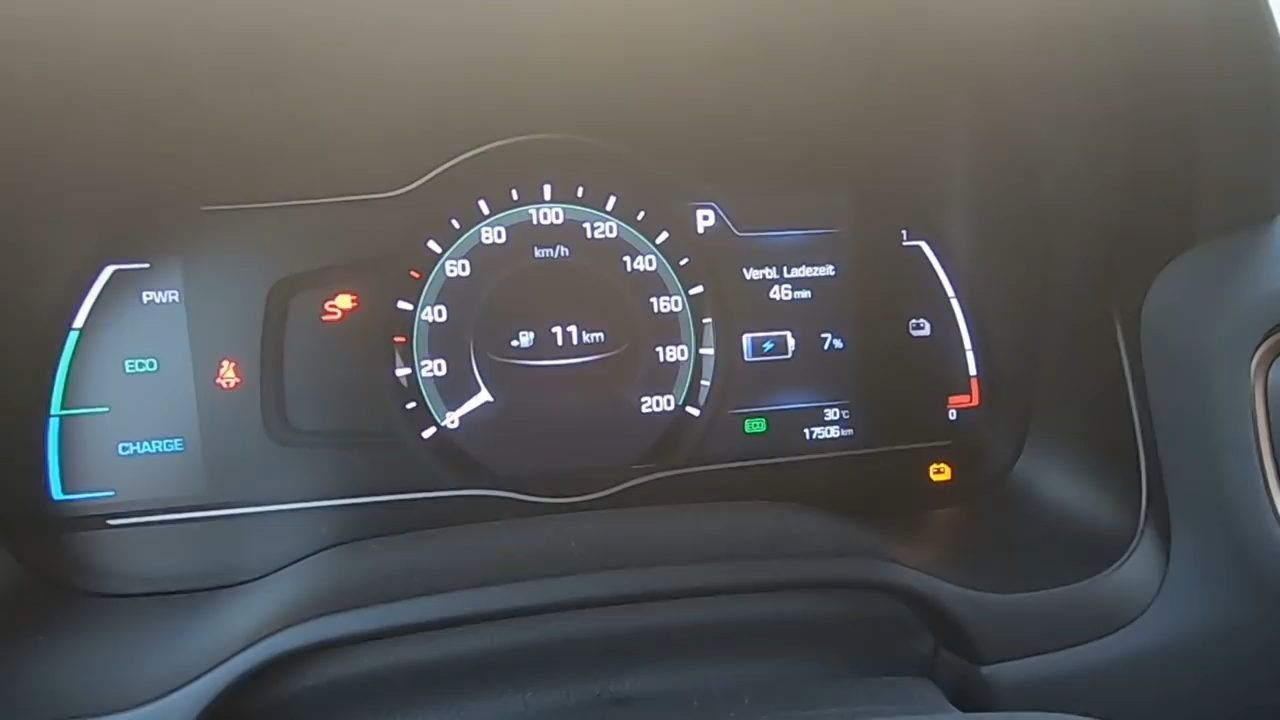 PWR
ECO
CHARGE
0
20
40
60
80
100
120
140
160
180
200
km/h
11 km
P
Verbl. Ladezeit
46 min
7%
ECO
30 °C
17506 km
1
0